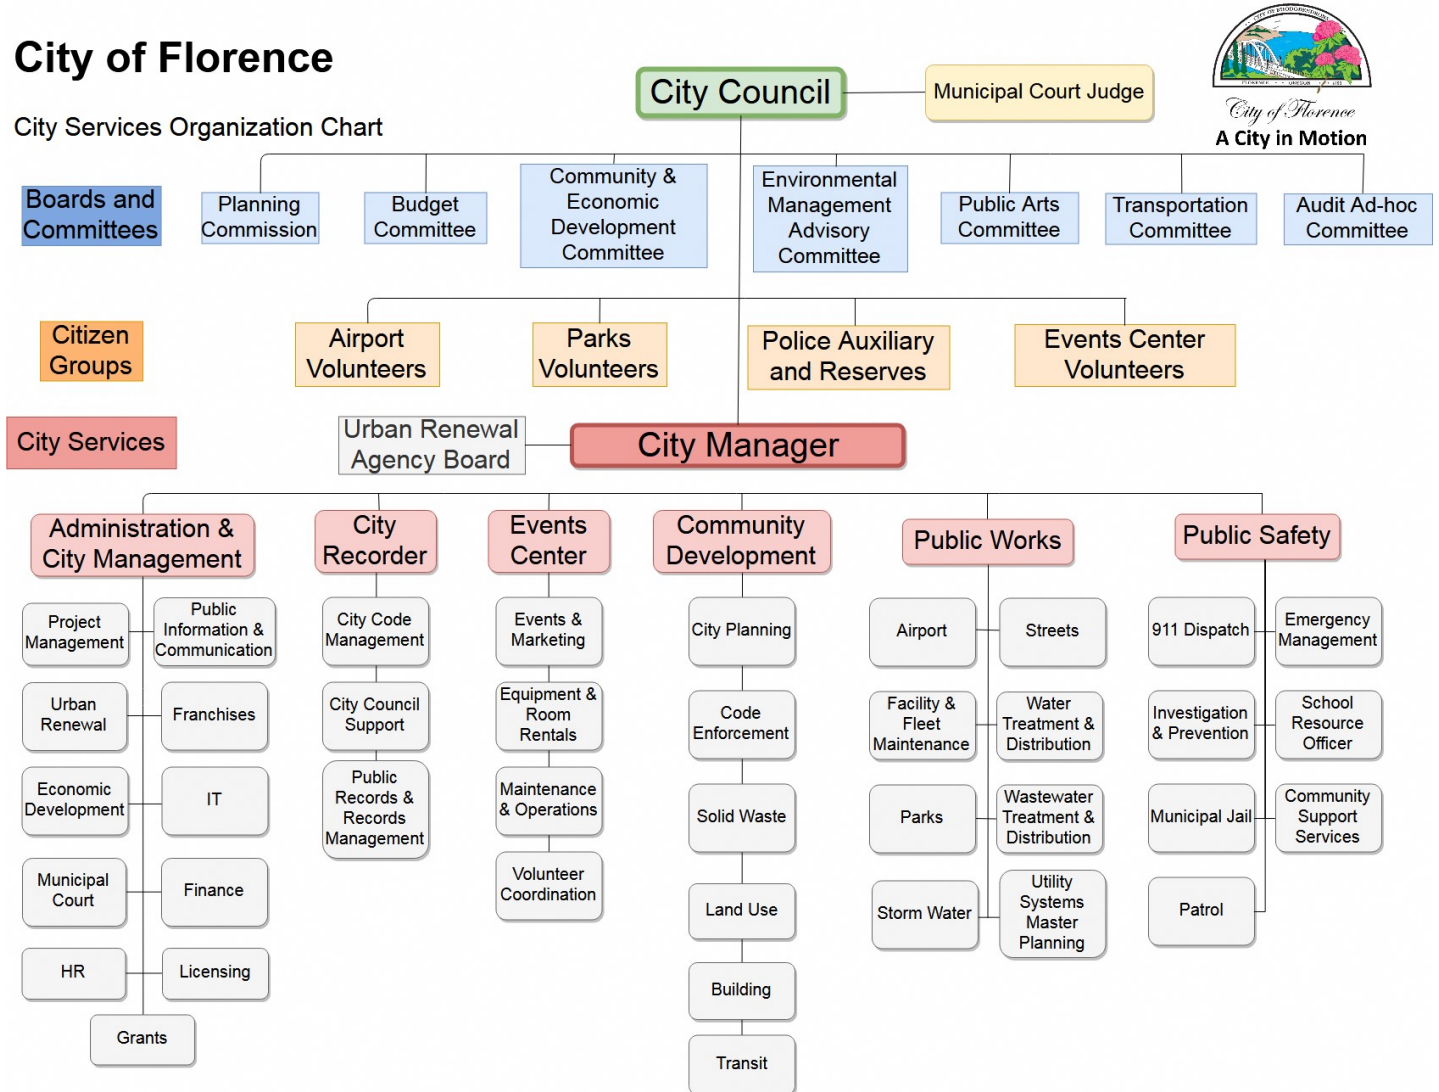 City of Florence
City Services Organization Chart
CITY OF RHODODENDRONS
FLORENCE OREGON
City of Florence
A City in Motion
City Council
Municipal Court Judge
Boards and
Committees
Planning
Commission
Budget
Committee
Community &
Economic
Development
Committee
Environmental
Management
Advisory
Committee
Public Arts
Committee
Transportation
Committee
Audit Ad-hoc
Committee
Citizen
Groups
Airport
Volunteers
Parks
Volunteers
Police Auxiliary
and Reserves
Events Center
Volunteers
City Services
Urban Renewal
Agency Board
City Manager
Administration &
City Management
Project
Management
Public
Information &
Communication
Urban
Renewal
Franchises
Economic
Development
IT
Municipal
Court
Finance
HR
Licensing
Grants
City
Recorder
City Code
Management
City Council
Support
Public
Records &
Records
Management
Events
Center
Events &
Marketing
Equipment &
Room
Rentals
Maintenance
& Operations
Volunteer
Coordination
Community
Development
City Planning
Code
Enforcement
Solid Waste
Land Use
Building
Transit
Public Works
Airport
Streets
Facility &
Fleet
Maintenance
Water
Treatment &
Distribution
Parks
Wastewater
Treatment &
Distribution
Storm Water
Utility
Systems
Master
Planning
Public Safety
911 Dispatch
Emergency
Management
Investigation
& Prevention
School
Resource
Officer
Municipal Jail
Community
Support
Services
Patrol